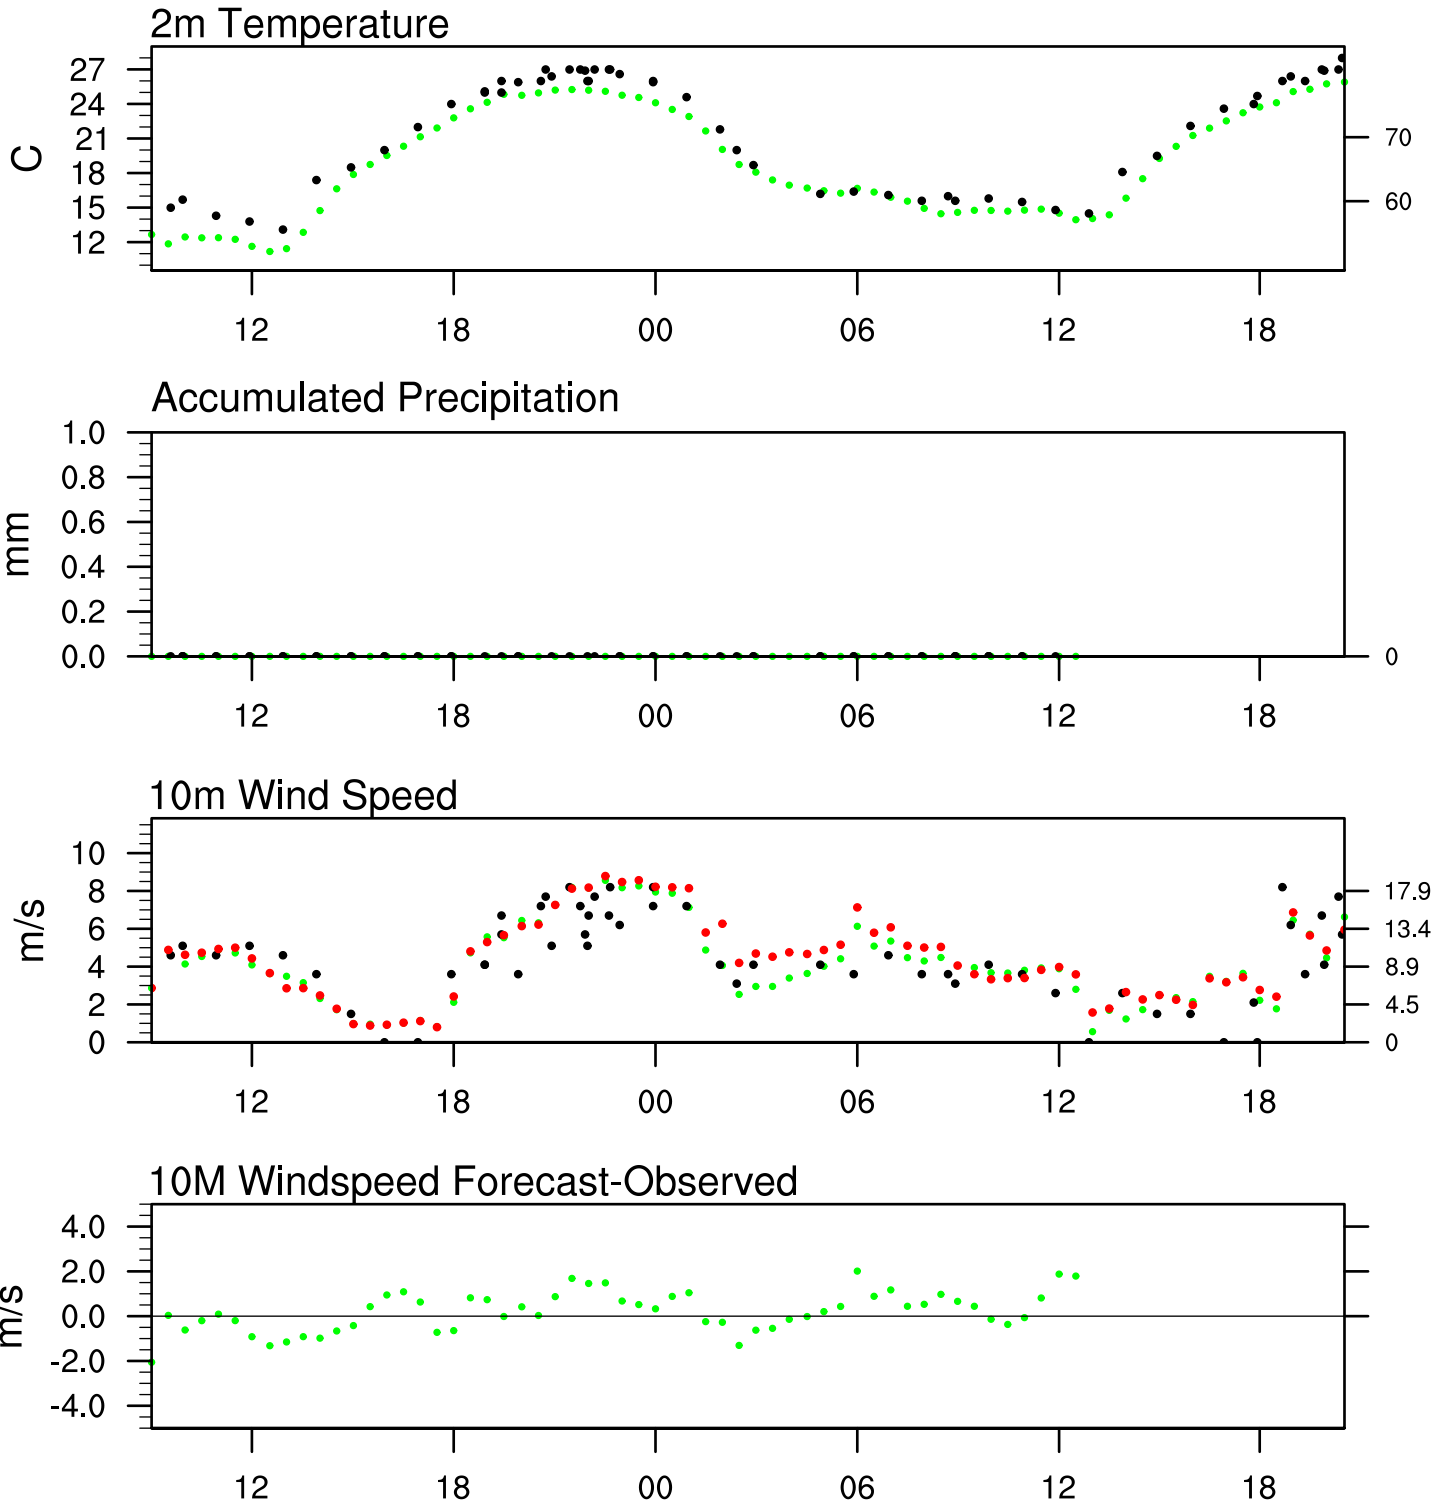 2m Temperature
27
24
21
18
15
12
C
70
60
12 18 00 06 12 18
Accumulated Precipitation
1.0
0.8
0.6
0.4
0.2
0.0
mm
0
12 18 00 06 12 18
10m Wind Speed
10
8
6
4
2
0
m/s
17.9
13.4
8.9
4.5
0
12 18 00 06 12 18
10M Windspeed Forecast-Observed
4.0
2.0
0.0
-2.0
-4.0
m/s
12 18 00 06 12 18